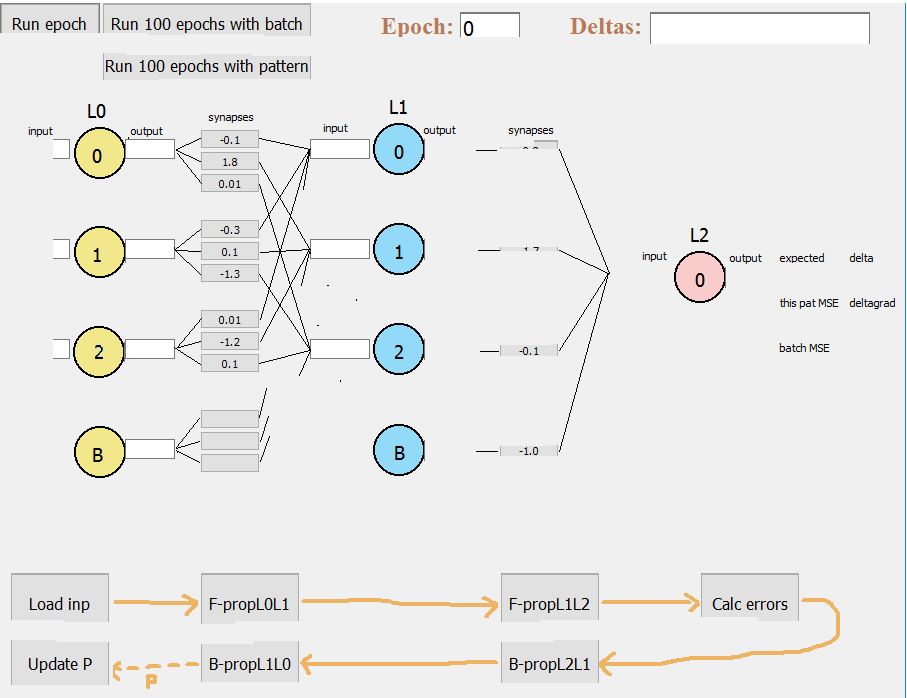 Run epoch
Run 100 epochs with batch
Epoch: 0
Deltas:
Run 100 epochs with pattern
L0
L1
input
output
synapses
input
output
synapses
0
-0.1
1.8
0.01
0
1
-0.3
0.1
-1.3
1
L2
input
0
output
expected
delta
this pat MSE
deltagrad
batch MSE
2
0.01
-1.2
0.1
2
-0.1
B
B
-1.0
Load inp
F-propL0L1
F-propL1L2
Calc errors
Update P
P
B-propL1L0
B-propL2L1